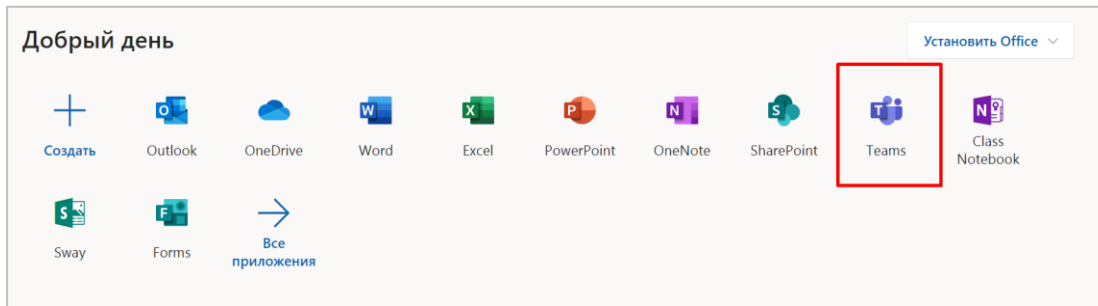 Добрый день
Установить Office
Создать
Outlook
OneDrive
Word
Excel
PowerPoint
OneNote
SharePoint
Teams
Class
Notebook
Sway
Forms
Все
приложения